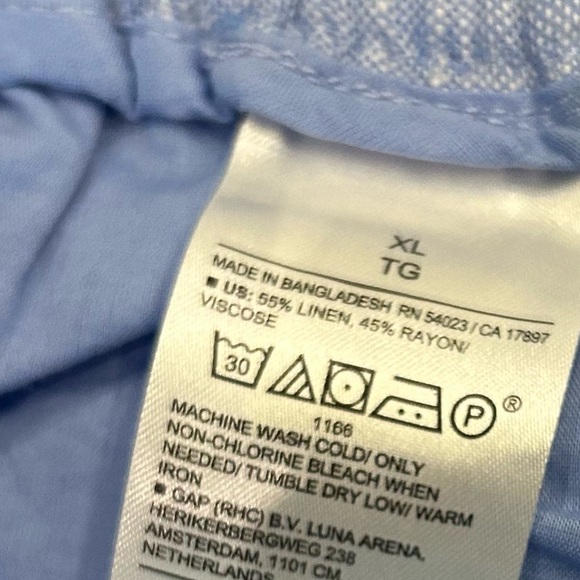 XL
TG
MADE IN BANGLADESH RN 54023 / CA 17897
▪ US: 55% LINEN, 45% RAYON/
VISCOSE
30 P ®
1166
MACHINE WASH COLD/ ONLY
NON-CHLORINE BLEACH WHEN
NEEDED/ TUMBLE DRY LOW/ WARM
IRON
▪ GAP (RHC) B.V. LUNA ARENA,
HERIKERBERGWEG 238
AMSTERDAM, 1101 CM
NETHERLANDS